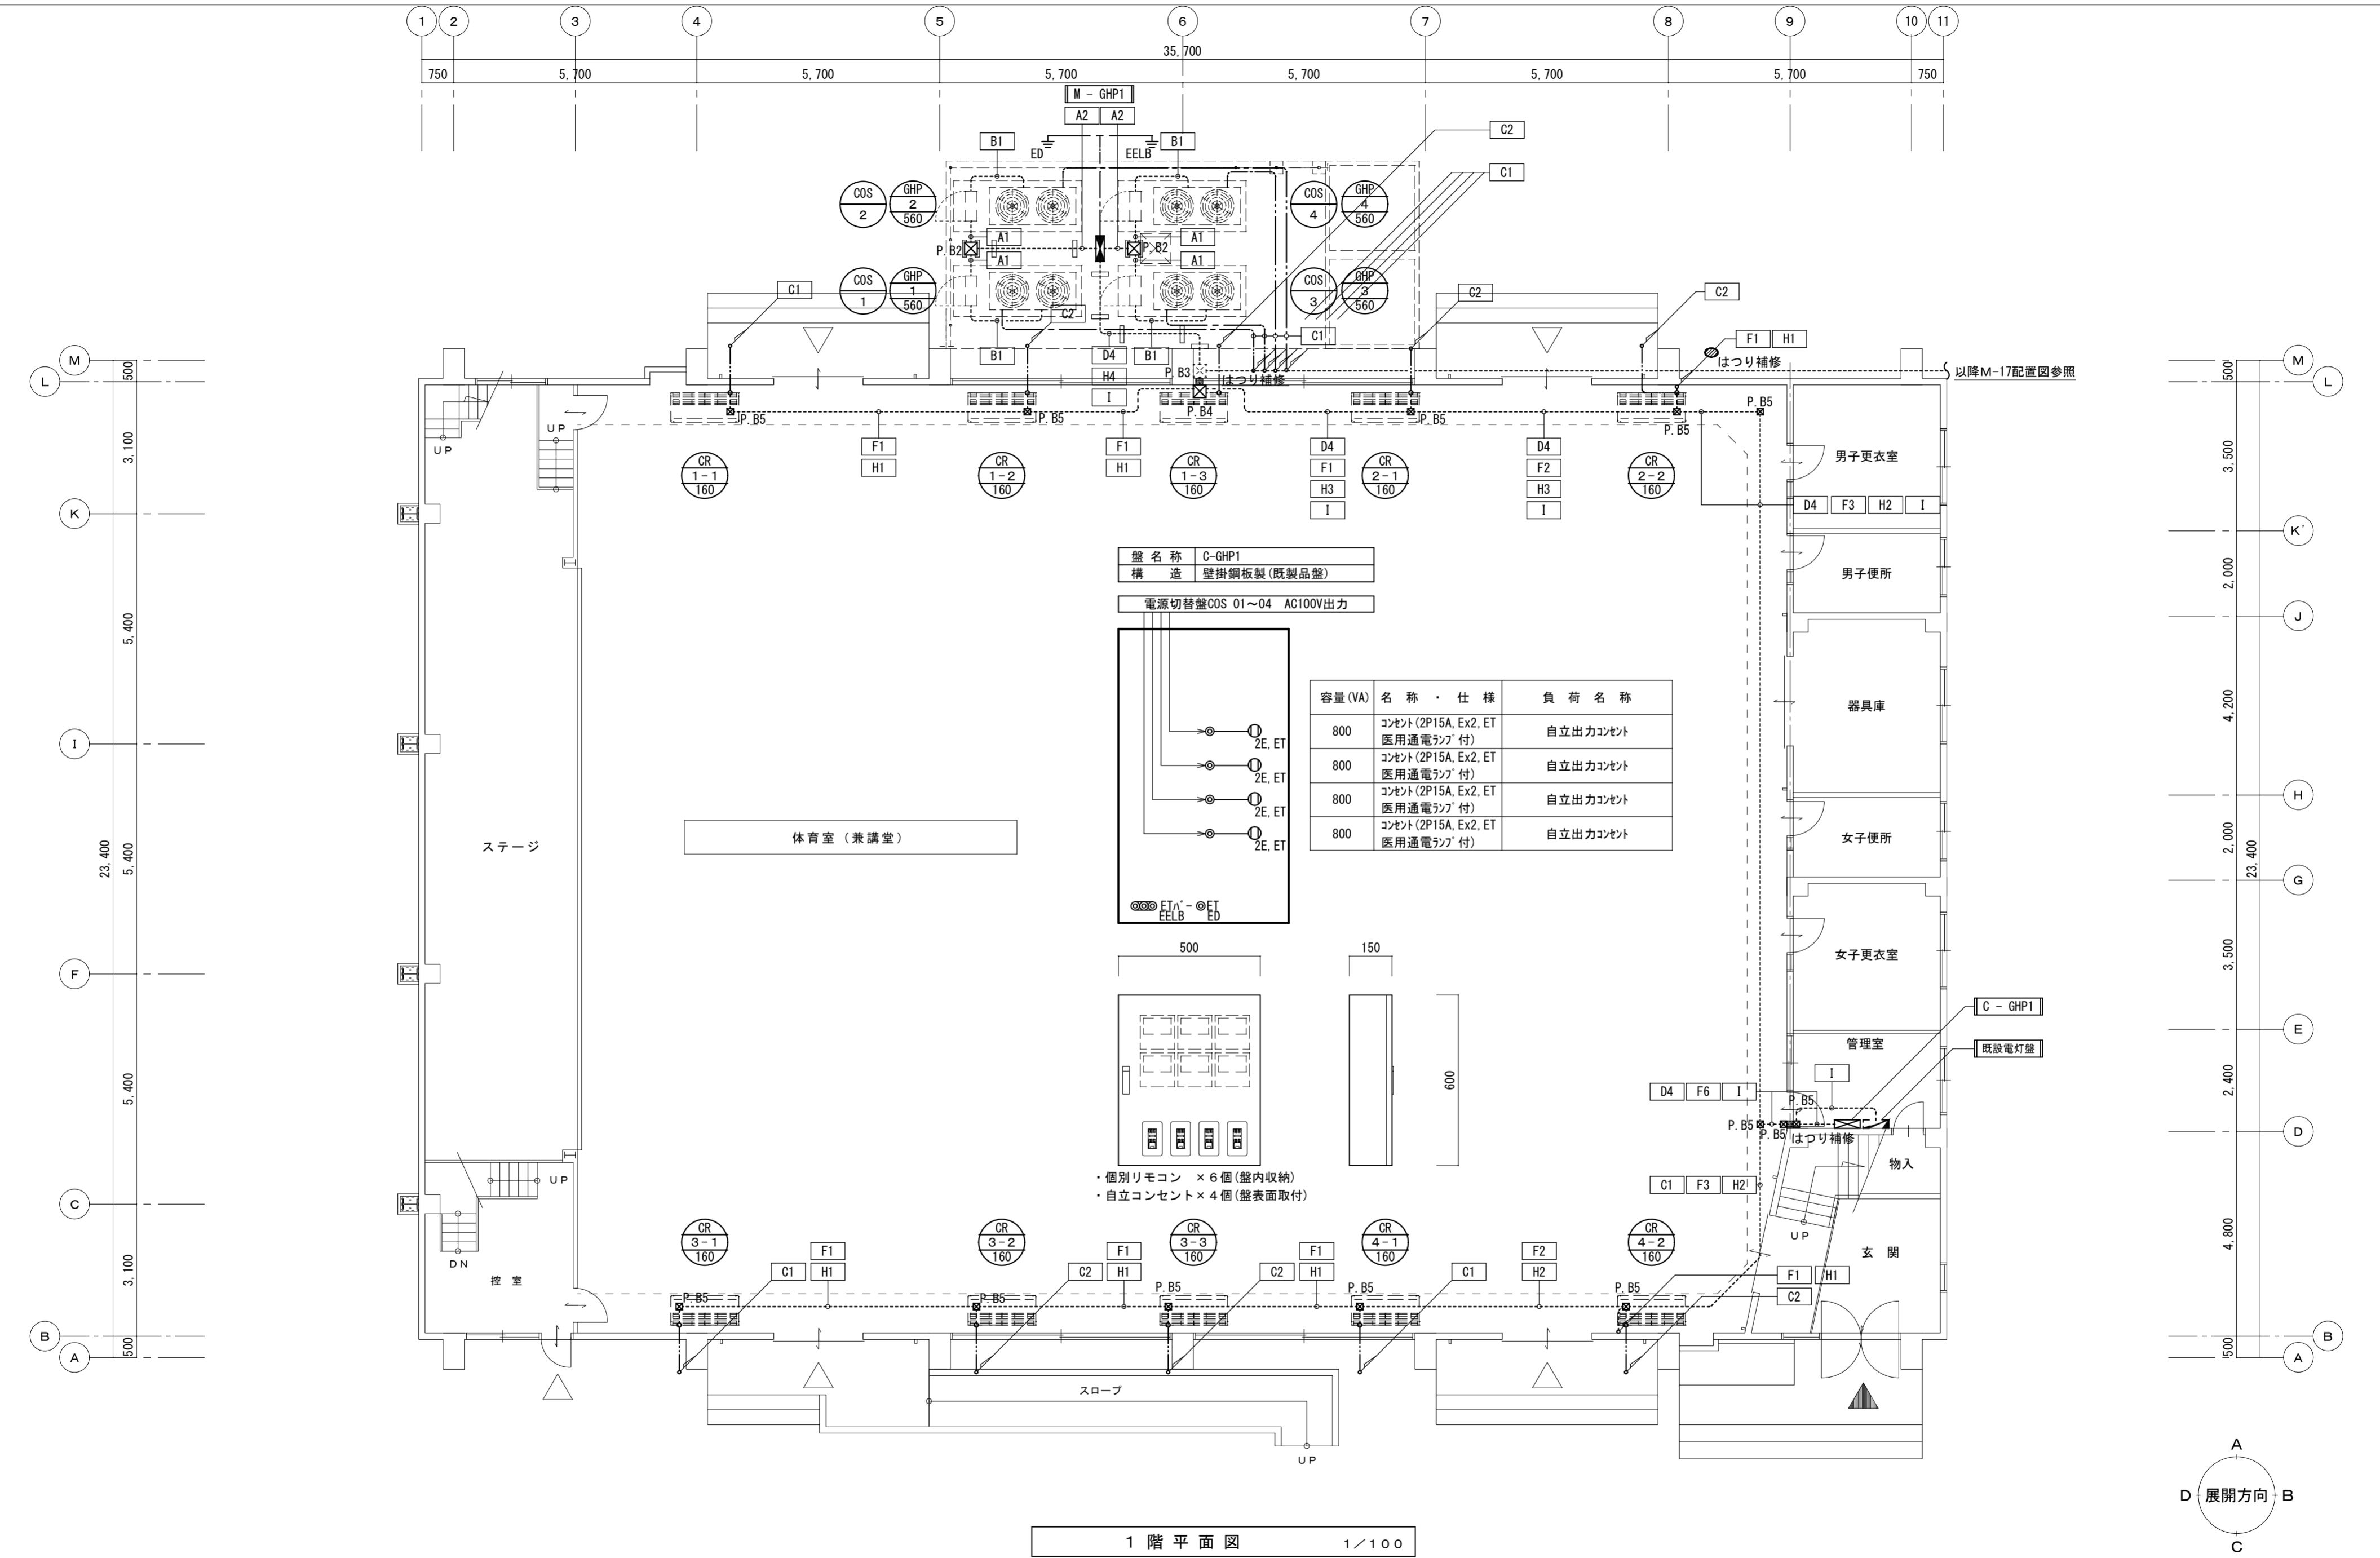 1 2 3 4 5 6 7 8 9 10 11
35,700
750 5,700 5,700 5,700 5,700 5,700 5,700 750
M - GHP1
A2 A2
B1 ED EELB B1
C2
C1
COS 2
GHP 2 560
COS 4
GHP 4 560
P.B2 A1 A1
P.B2 A1 A1
COS 1
GHP 1 560
COS 3
GHP 3 560
C1
C2
C2
C2
C1
B1
D4
H4
I
B1
P.B3
はつり補修
F1 H1
はつり補修
以降M-17配置図参照
M
L
K
I
F
C
B
A
500
3,100
5,400
5,400
5,400
3,100
500
23,400
M
L
K'
J
H
G
E
D
B
A
500
3,500
2,000
4,200
2,000
3,500
2,400
4,800
500
23,400
UP
UP
P.B5
P.B5
P.B4
P.B5
P.B5
P.B5
F1
H1
F1
H1
D4
F1
H3
I
D4
F2
H3
I
D4 F3 H2 I
CR 1-1 160
CR 1-2 160
CR 1-3 160
CR 2-1 160
CR 2-2 160
男子更衣室
男子便所
器具庫
女子便所
女子更衣室
管理室
物入
玄 関
盤 名 称 C-GHP1
構 造 壁掛鋼板製(既製品盤)
電源切替盤COS 01～04 AC100V出力
2E,ET
2E,ET
2E,ET
2E,ET
ETバー ET
EELB ED
容量(VA) 名 称 ・ 仕 様 負 荷 名 称
800 コンセント(2P15A,Ex2,ET 医用通電ランプ付) 自立出力コンセント
800 コンセント(2P15A,Ex2,ET 医用通電ランプ付) 自立出力コンセント
800 コンセント(2P15A,Ex2,ET 医用通電ランプ付) 自立出力コンセント
800 コンセント(2P15A,Ex2,ET 医用通電ランプ付) 自立出力コンセント
ステージ
体育室（兼講堂）
500 150
600
・個別リモコン ×６個(盤内収納)
・自立コンセント×４個(盤表面取付)
C - GHP1
既設電灯盤
I
D4 F6 I
P.B5
P.B5
P.B5
はつり補修
C1 F3 H2
UP
UP
DN
控 室
CR 3-1 160
CR 3-2 160
CR 3-3 160
CR 4-1 160
CR 4-2 160
C1
F1
H1
C2
F1
H1
C2
F1
H1
C1
F2
H2
F1 H1
C2
P.B5
P.B5
P.B5
P.B5
P.B5
スロープ
UP
A
D 展開方向 B
C
１ 階 平 面 図 １／１００